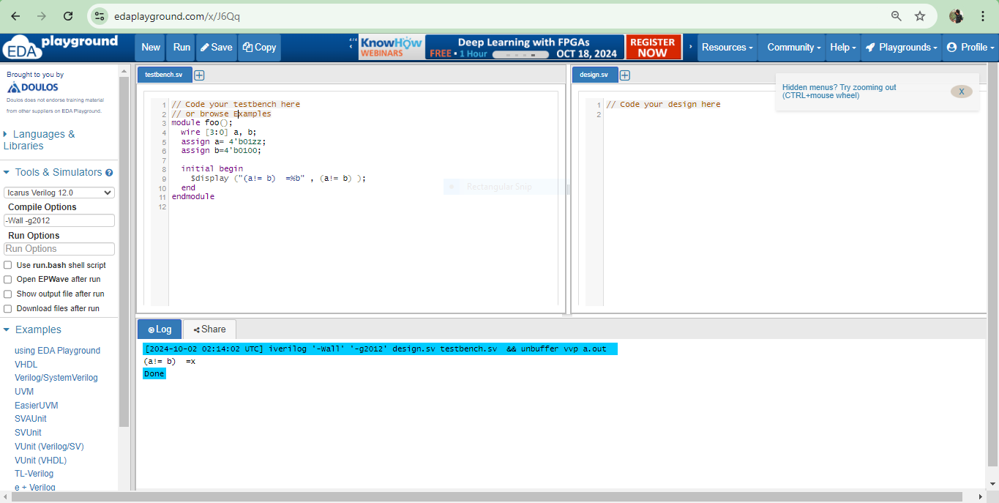 edaplayground.com/x/J6Qq
EDA playground
New
Run
Save
Copy
4/4
KnowHow
WEBINARS
Deep Learning with FPGAs
FREE • 1 Hour
OCT 18, 2024
REGISTER
NOW
Resources
Community
Help
Playgrounds
Profile
Brought to you by
DOULOS
Doulos does not endorse training material
from other suppliers on EDA Playground.
Languages &
Libraries
Tools & Simulators
Icarus Verilog 12.0
Compile Options
-Wall -g2012
Run Options
Run Options
Use run.bash shell script
Open EPWave after run
Show output file after run
Download files after run
Examples
using EDA Playground
VHDL
Verilog/SystemVerilog
UVM
EasierUVM
SVAUnit
SVUnit
VUnit (Verilog/SV)
VUnit (VHDL)
TL-Verilog
e + Verilog
testbench.sv
1 // Code your testbench here
2 // or browse Examples
3 module foo();
4 wire [3:0] a, b;
5 assign a= 4'b01zz;
6 assign b=4'b0100;
7
8 initial begin
9 $display ("(a!= b)  =%b" , (a!= b) );
10 end
11 endmodule
12
Rectangular Snip
design.sv
1 // Code your design here
2
Hidden menus? Try zooming out
(CTRL+mouse wheel)
X
Log
Share
[2024-10-02 02:14:02 UTC] iverilog '-Wall' '-g2012' design.sv testbench.sv  && unbuffer vvp a.out
(a!= b)  =x
Done